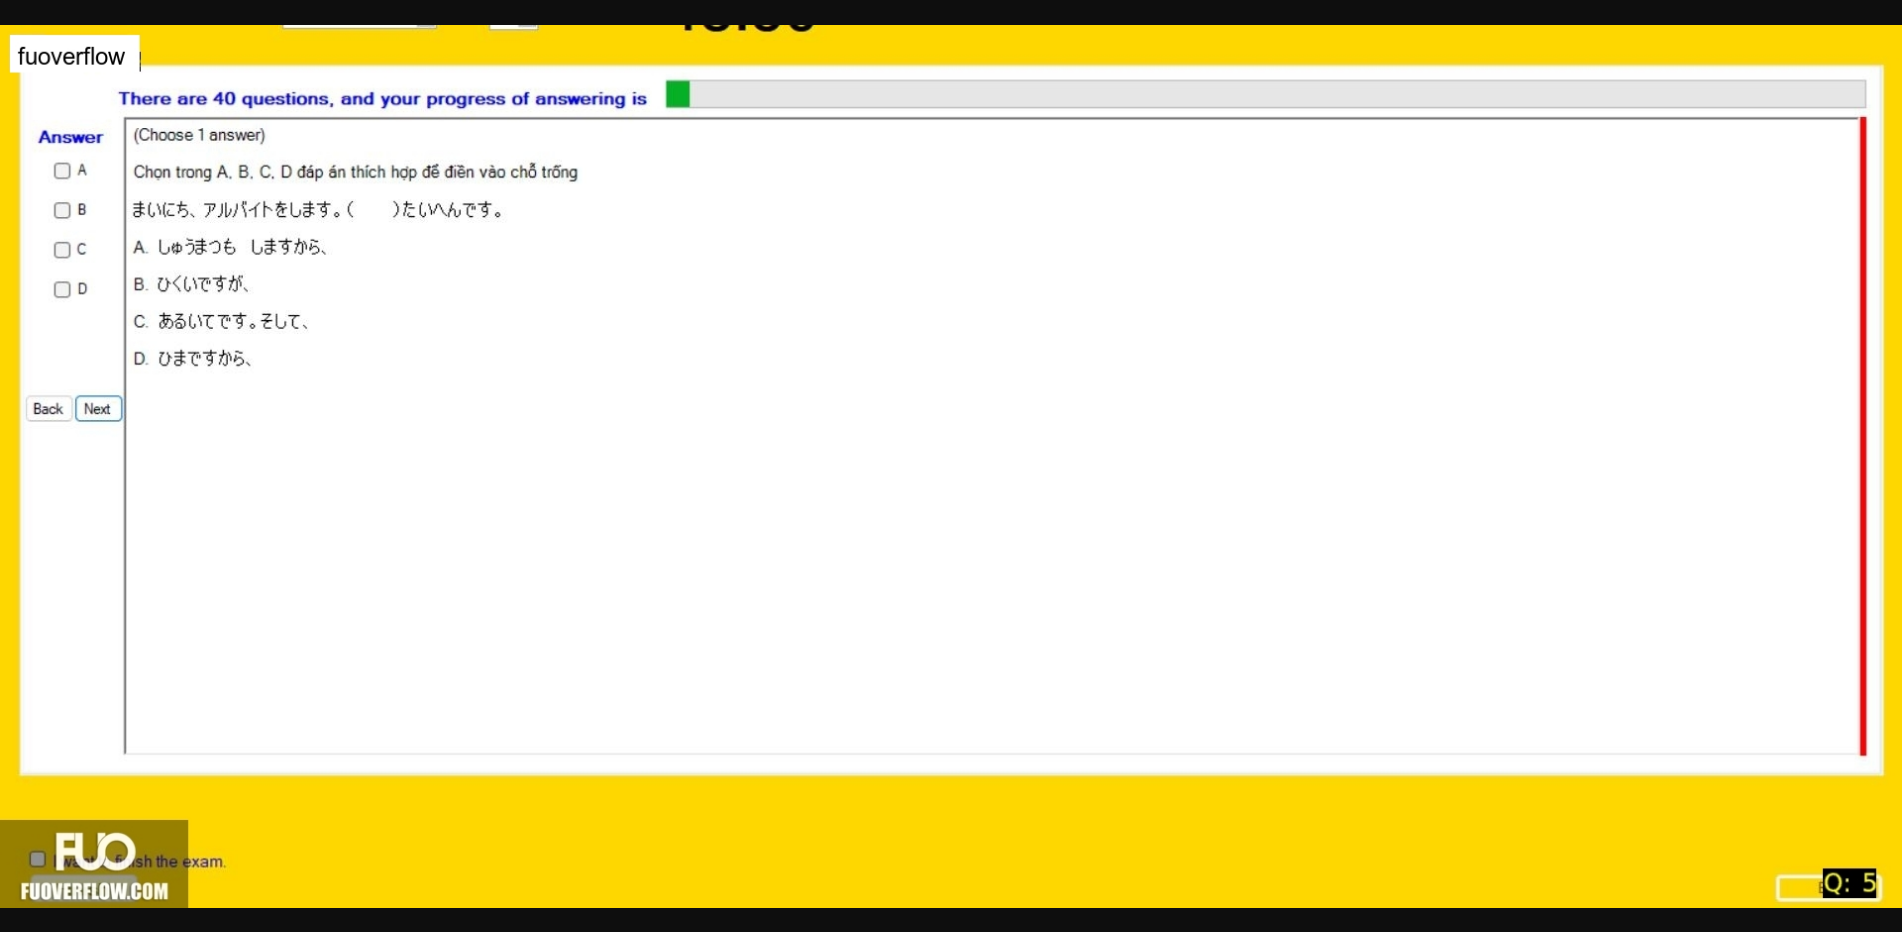 fuoverflow
There are 40 questions, and your progress of answering is
Answer
(Choose 1 answer)
A
Chọn trong A, B, C, D đáp án thích hợp để điền vào chỗ trống
B
まいにち、アルバイトをします。(　　)たいへんです。
C
A. しゅうまつも　しますから、
D
B. ひくいですが、
C. あるいてです。そして、
D. ひまですから、
Back Next
FUO
finish the exam.
FUOVERFLOW.COM
Q: 5